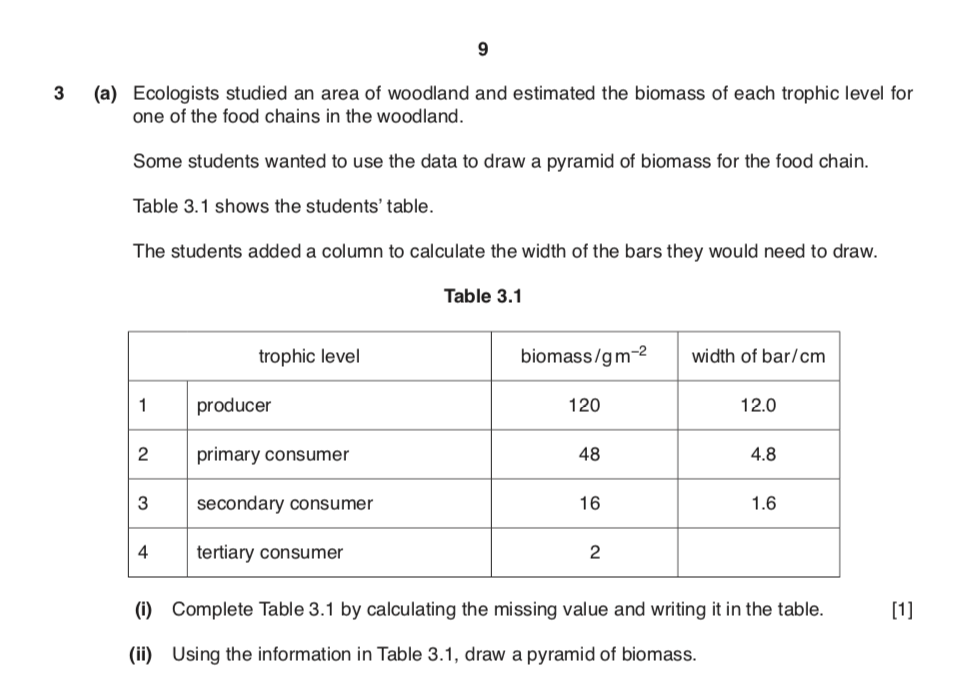 9
3 (a) Ecologists studied an area of woodland and estimated the biomass of each trophic level for
one of the food chains in the woodland.
Some students wanted to use the data to draw a pyramid of biomass for the food chain.
Table 3.1 shows the students’ table.
The students added a column to calculate the width of the bars they would need to draw.
Table 3.1
trophic level biomass/gm⁻² width of bar/cm
1 producer 120 12.0
2 primary consumer 48 4.8
3 secondary consumer 16 1.6
4 tertiary consumer 2
(i) Complete Table 3.1 by calculating the missing value and writing it in the table. [1]
(ii) Using the information in Table 3.1, draw a pyramid of biomass.